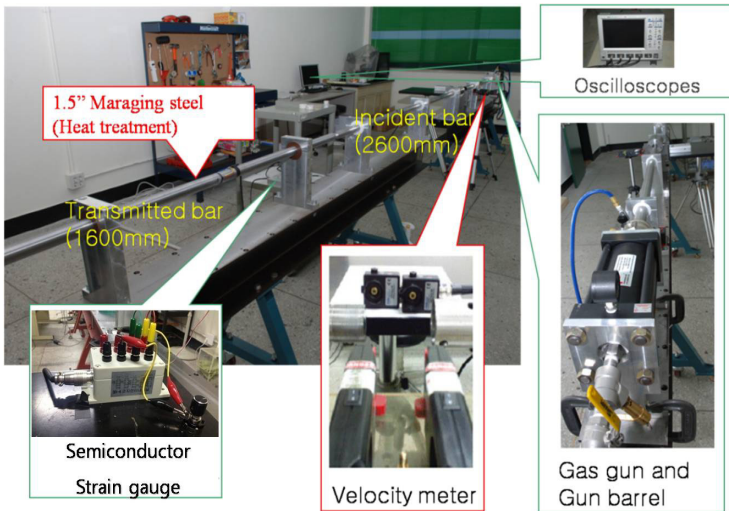 Oscilloscopes
1.5” Maraging steel
(Heat treatment)
Incident bar
(2600mm)
Transmitted bar
(1600mm)
Semiconductor
Strain gauge
Velocity meter
Gas gun and
Gun barrel